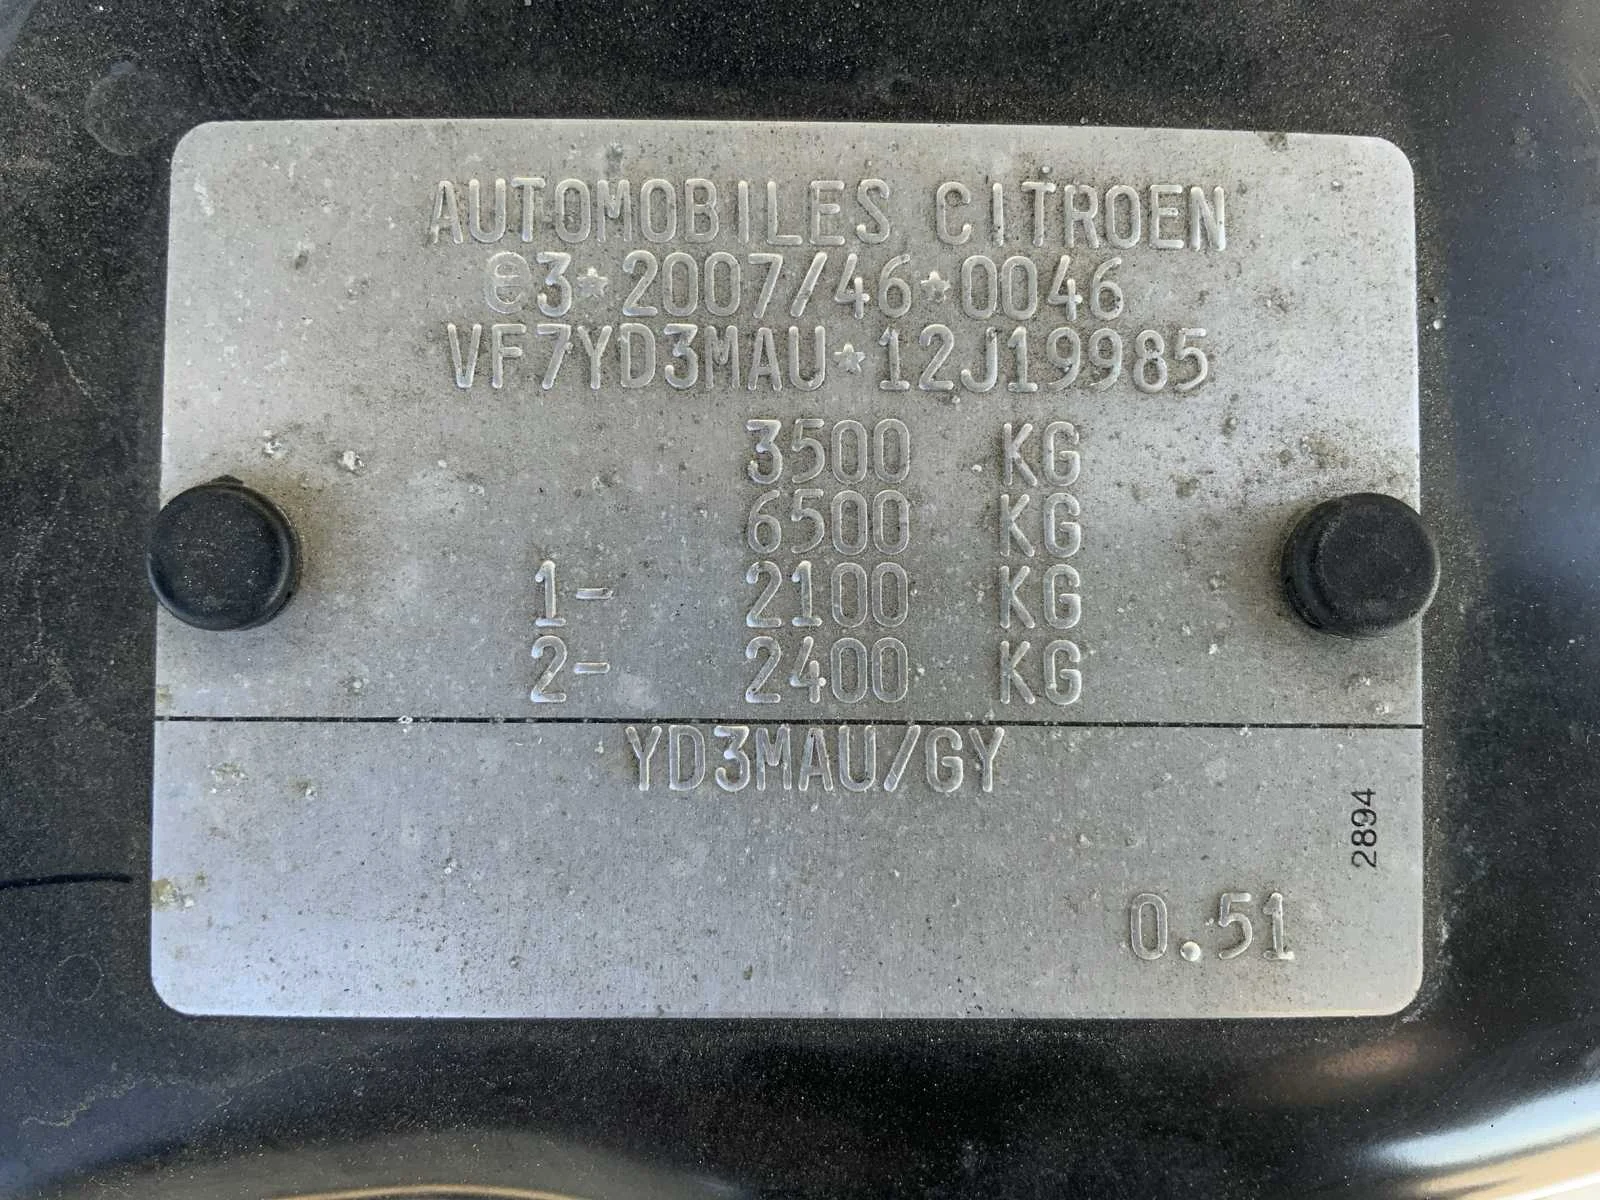 AUTOMOBILES CITROEN
e3*2007/46*0046
VF7YD3MAU*12J19985
3500 KG
6500 KG
1- 2100 KG
2- 2400 KG
YD3MAU/GY
2894
0.51